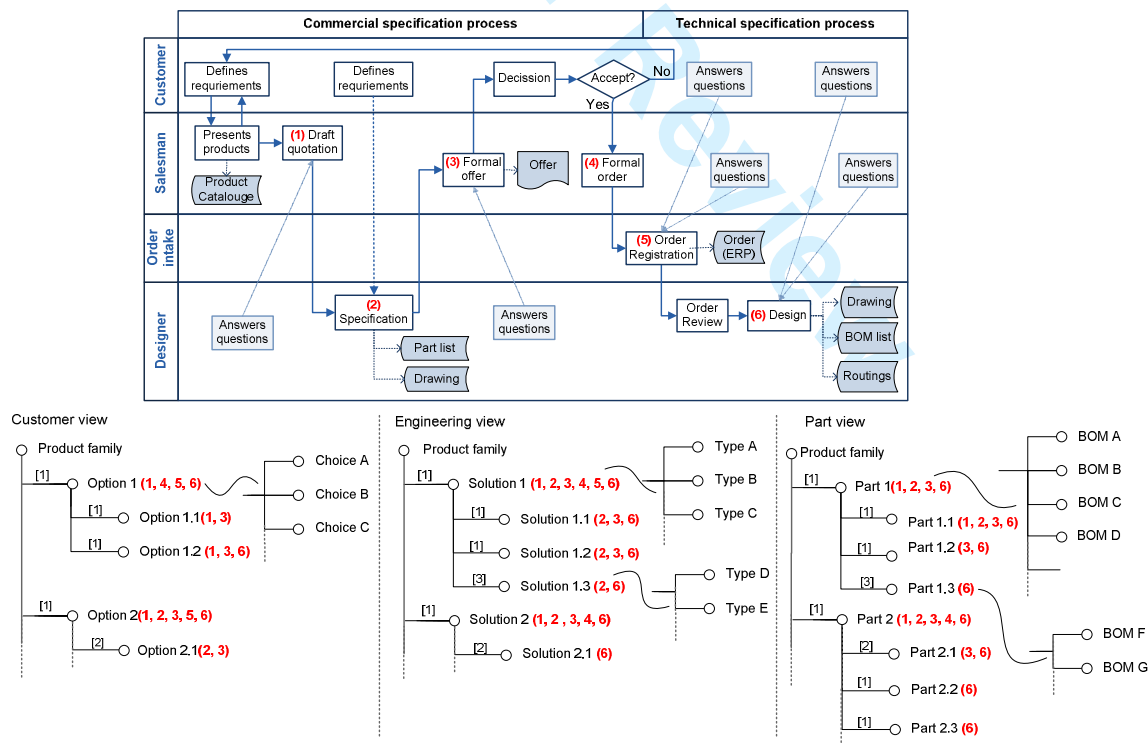 Commercial specification process
Technical specification process
Customer
Defines
requriements
Defines
requriements
Decission
Accept?
No
Yes
Answers
questions
Answers
questions
Salesman
Presents
products
(1) Draft
quotation
Product
Catalouge
(3) Formal
offer
Offer
(4) Formal
order
Answers
questions
Answers
questions
Order
intake
(5) Order
Registration
Order
(ERP)
Designer
Answers
questions
(2)
Specification
Part list
Drawing
Answers
questions
Order
Review
(6) Design
Drawing
BOM list
Routings
Review
Customer view
Product family
[1]
Option 1 (1, 4, 5, 6)
[1]
Option 1.1 (1, 3)
[1]
Option 1.2 (1, 3, 6)
[1]
Option 2 (1, 2, 3, 5, 6)
[2]
Option 2.1 (2, 3)
Choice A
Choice B
Choice C
Engineering view
Product family
[1]
Solution 1 (1, 2, 3, 4, 5, 6)
[1]
Solution 1.1 (2, 3, 6)
[1]
Solution 1.2 (2, 3, 6)
[3]
Solution 1.3 (2, 6)
[1]
Solution 2 (1, 2 , 3, 4, 6)
[2]
Solution 2.1 (6)
Type A
Type B
Type C
Type D
Type E
Part view
Product family
[1]
Part 1 (1, 2, 3, 6)
[1]
Part 1.1 (1, 2, 3, 6)
[1]
Part 1.2 (3, 6)
[3]
Part 1.3 (6)
[1]
Part 2 (1, 2, 3, 4, 6)
[2]
Part 2.1 (3, 6)
[1]
Part 2.2 (6)
[1]
Part 2.3 (6)
BOM A
BOM B
BOM C
BOM D
BOM F
BOM G